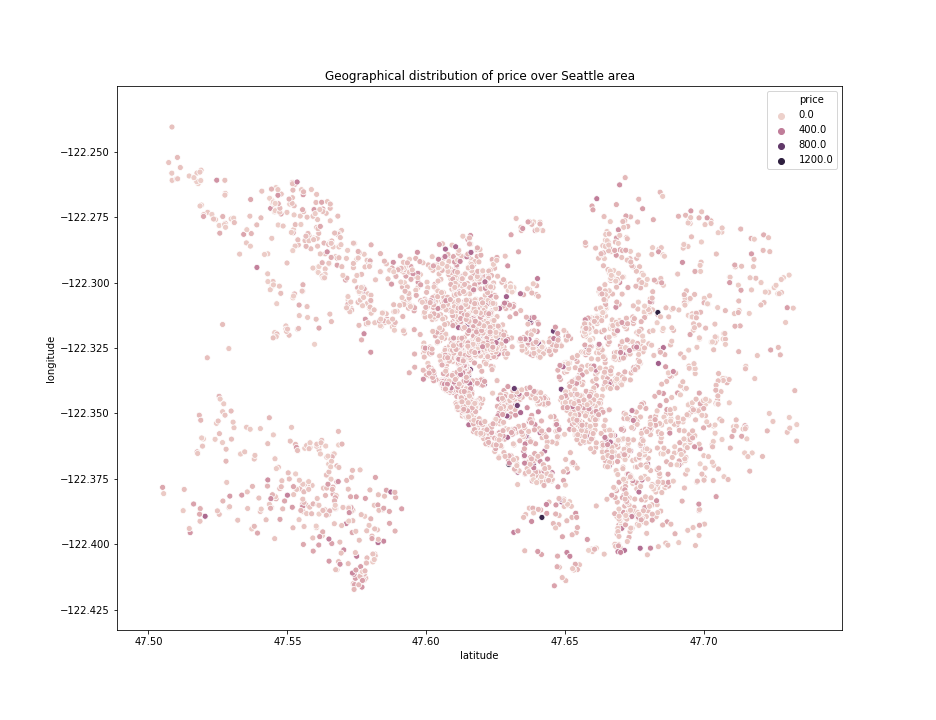 Geographical distribution of price over Seattle area
price
0.0
400.0
800.0
1200.0
−122.250
−122.275
−122.300
−122.325
−122.350
−122.375
−122.400
−122.425
longitude
47.50 47.55 47.60 47.65 47.70
latitude